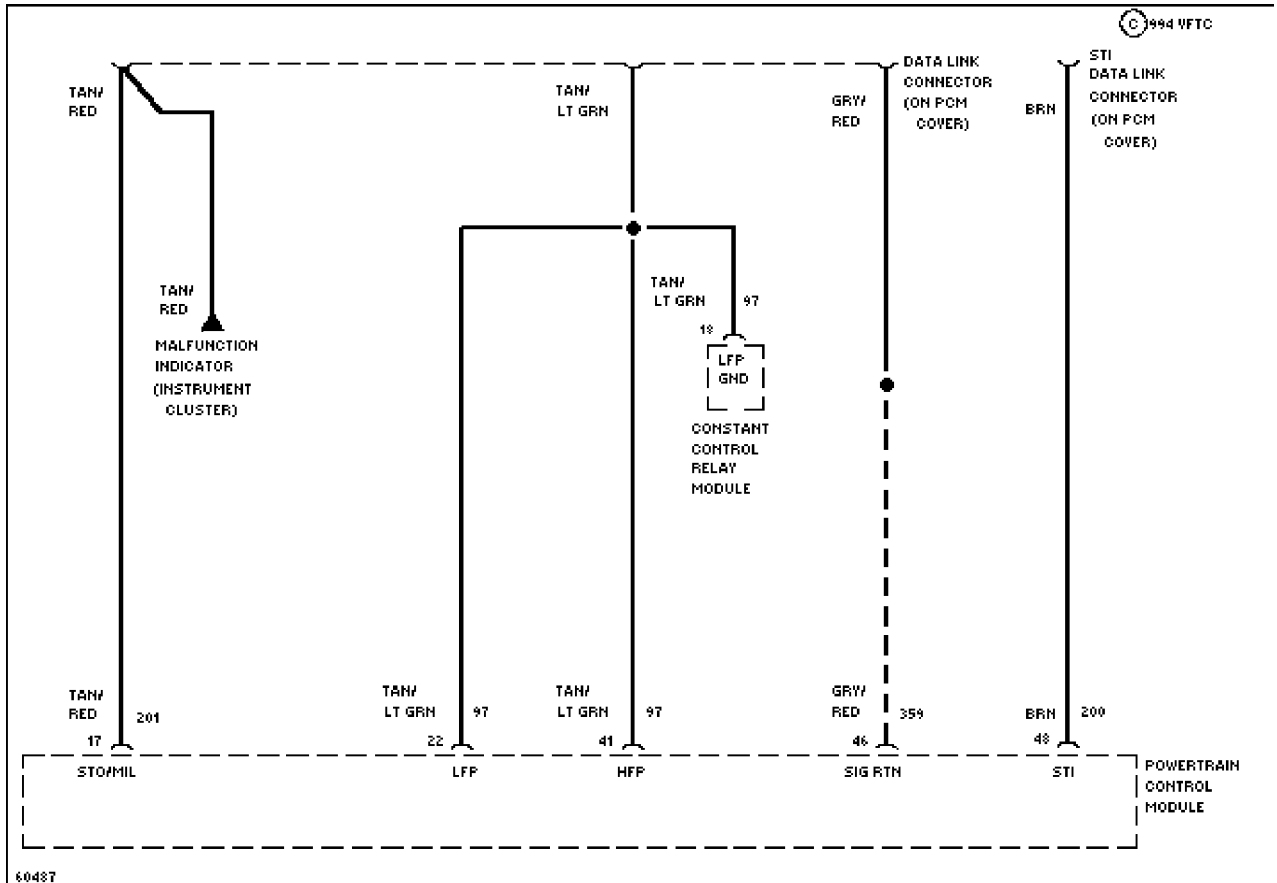 C 994 VFTC
TAN/
RED
TAN/
LT GRN
GRY/
RED
DATA LINK
CONNECTOR
(ON PCM
COVER)
BRN
STI
DATA LINK
CONNECTOR
(ON PCM
COVER)
TAN/
RED
MALFUNCTION
INDICATOR
(INSTRUMENT
CLUSTER)
TAN/
LT GRN
97
18
LFP
GND
CONSTANT
CONTROL
RELAY
MODULE
TAN/
RED
201
17
STO/MIL
TAN/
LT GRN
97
22
LFP
TAN/
LT GRN
97
41
HFP
GRY/
RED
359
46
SIG RTN
BRN
200
48
STI
POWERTRAIN
CONTROL
MODULE
60487